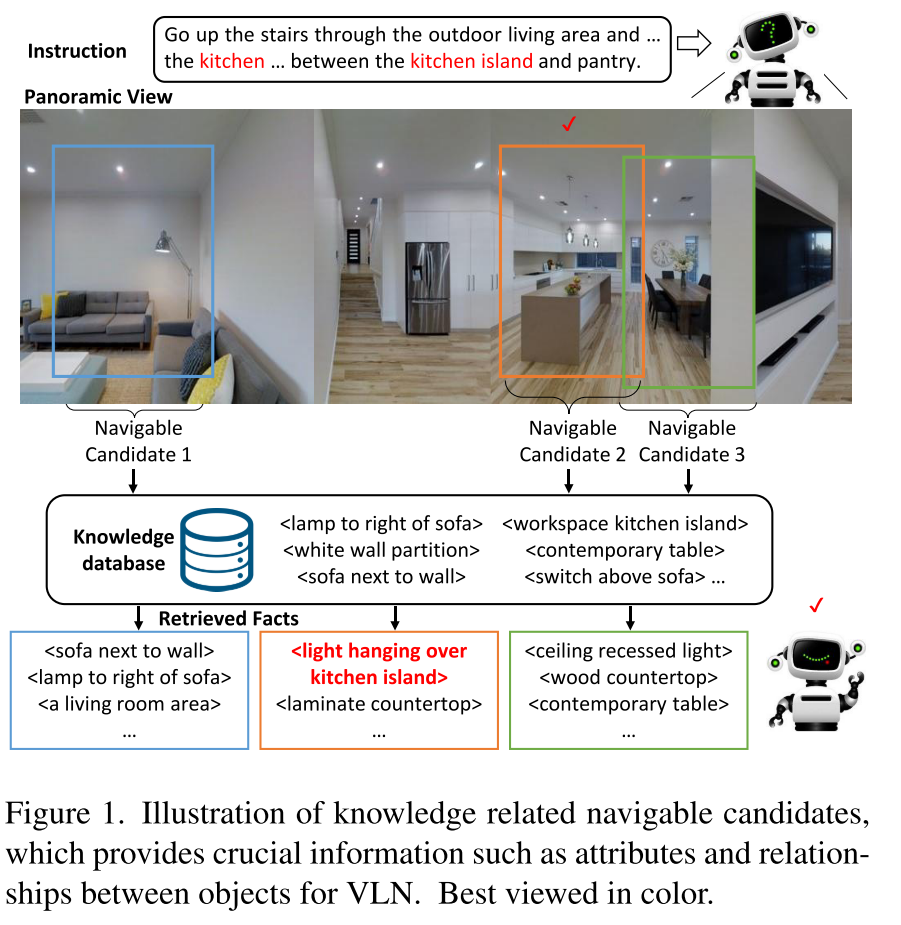 Instruction
Go up the stairs through the outdoor living area and ...
the kitchen ... between the kitchen island and pantry.
Panoramic View
✓
Navigable
Candidate 1
Navigable
Candidate 2
Navigable
Candidate 3
Knowledge
database
<lamp to right of sofa>
<white wall partition>
<sofa next to wall>
<workspace kitchen island>
<contemporary table>
<switch above sofa> ...
Retrieved Facts
✓
<sofa next to wall>
<lamp to right of sofa>
<a living room area>
...
<light hanging over
kitchen island>
<laminate countertop>
...
<ceiling recessed light>
<wood countertop>
<contemporary table>
...
Figure 1. Illustration of knowledge related navigable candidates,
which provides crucial information such as attributes and relation-
ships between objects for VLN. Best viewed in color.